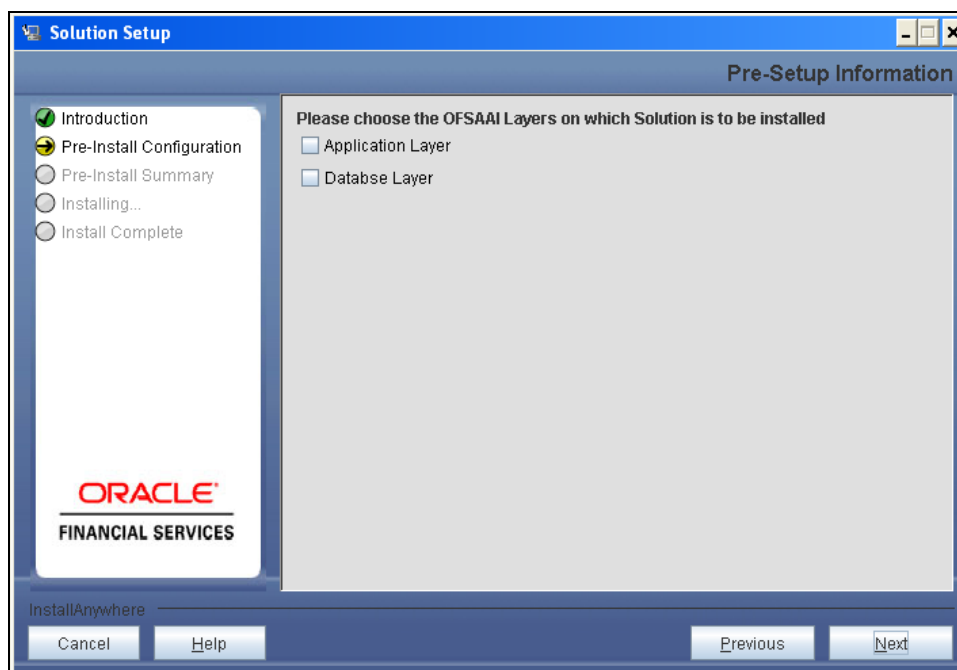 Solution Setup
Pre-Setup Information
Introduction
Pre-Install Configuration
Pre-Install Summary
Installing...
Install Complete
ORACLE
FINANCIAL SERVICES
Please choose the OFSAAI Layers on which Solution is to be installed
Application Layer
Databse Layer
InstallAnywhere
Cancel
Help
Previous
Next